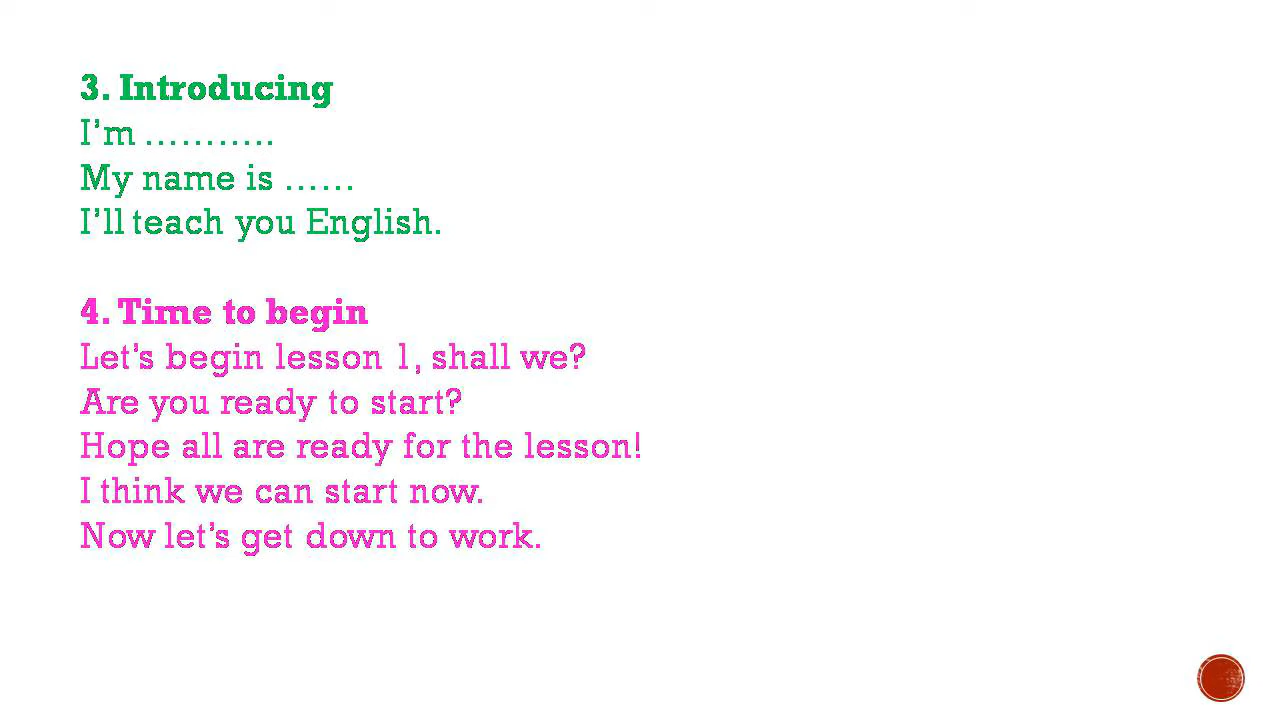 3. Introducing
I’m ………..
My name is ……
I’ll teach you English.
4. Time to begin
Let’s begin lesson 1, shall we?
Are you ready to start?
Hope all are ready for the lesson!
I think we can start now.
Now let’s get down to work.